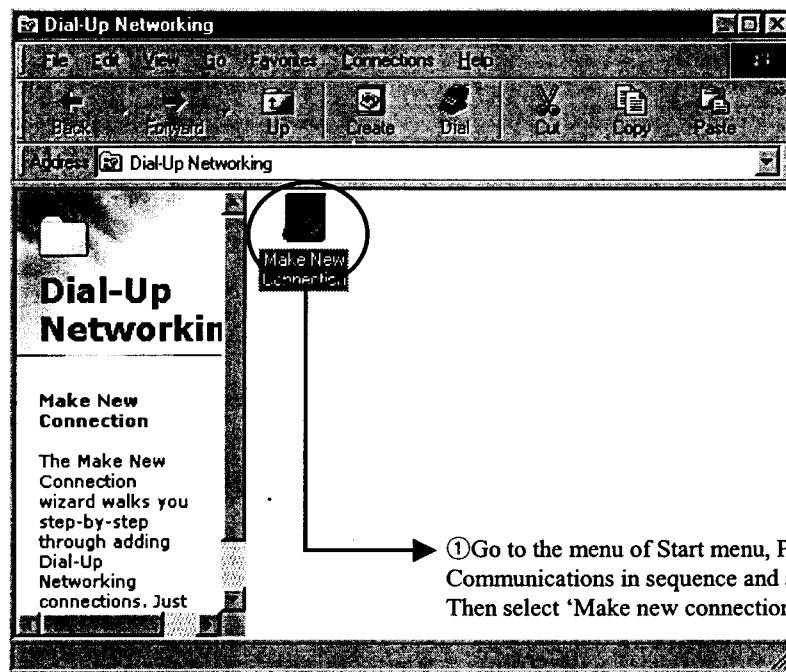 Dial-Up Networking
File Edit View Go Favorites Connections Help
Back Forward Up Create Dial Cut Copy Paste
Address Dial-Up Networking
Make New
Connection
Dial-Up
Networkin
Make New
Connection
The Make New
Connection
wizard walks you
step-by-step
through adding
Dial-Up
Networking
connections. Just
①Go to the menu of Start menu, P
Communications in sequence and
Then select ‘Make new connection